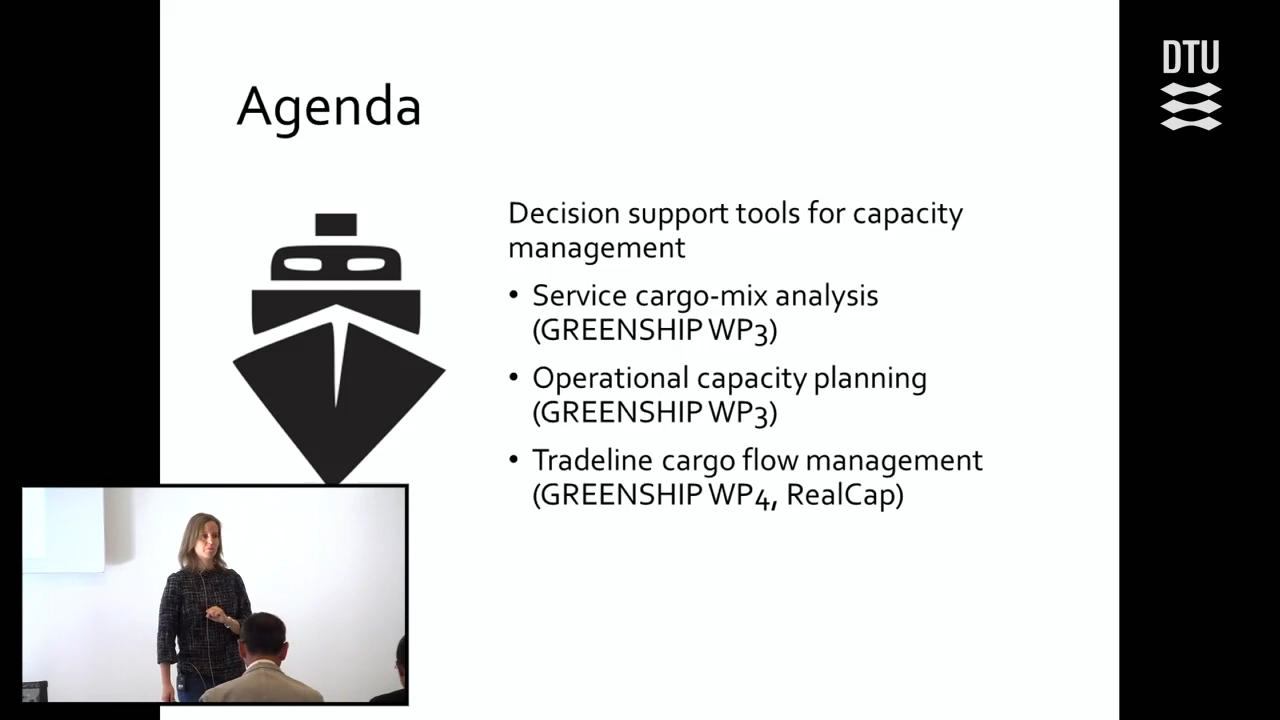 DTU
Agenda
Decision support tools for capacity
management
• Service cargo-mix analysis
(GREENSHIP WP3)
• Operational capacity planning
(GREENSHIP WP3)
• Tradeline cargo flow management
(GREENSHIP WP4, RealCap)